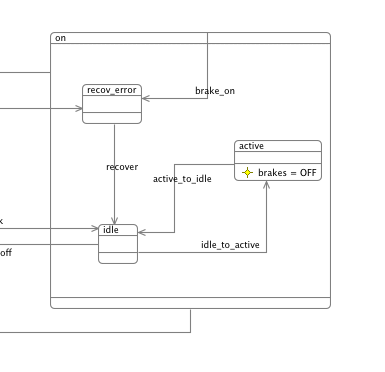 on
recov_error
brake_on
active
brakes = OFF
recover
active_to_idle
k
idle
idle_to_active
off